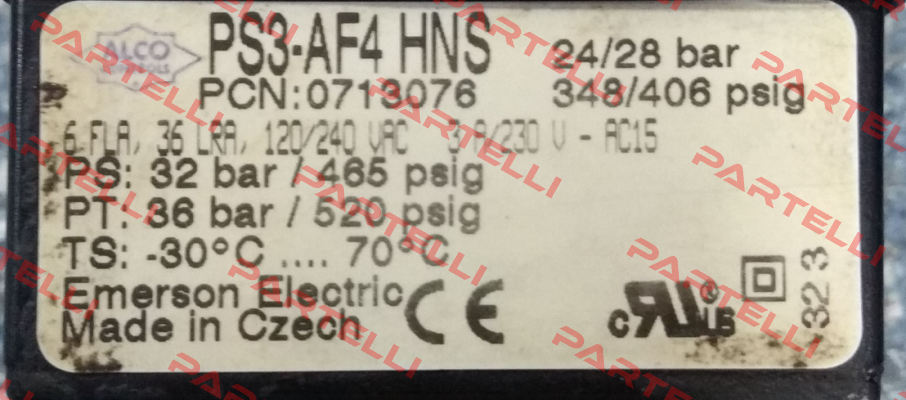 ALCO CONTROLS
PS3-AF4 HNS 24/28 bar
PCN:0713076 348/406 psig
6 FLA, 36 LRA, 120/240 VAC 3 A/230 V - AC15
PS: 32 bar / 465 psig
PT: 36 bar / 520 psig
TS: -30°C .... 70°C
Emerson Electric
Made in Czech
CE
c RU ® US
323
PARTELLI